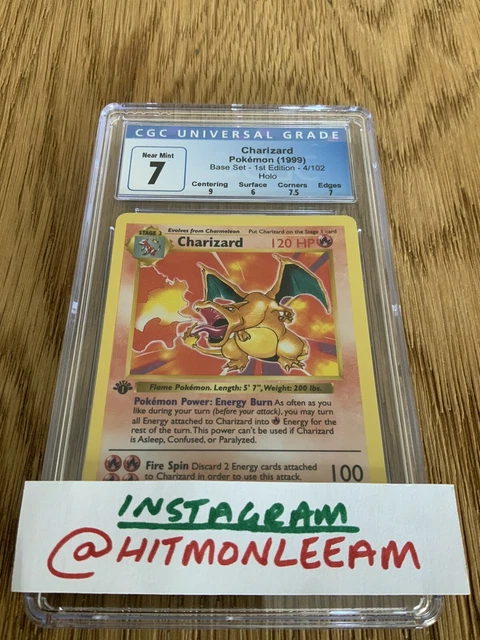 CGC UNIVERSAL GRADE
Near Mint
7
Charizard
Pokémon (1999)
Base Set - 1st Edition - 4/102
Holo
Centering Surface Corners Edges
9 6 7.5 7
STAGE 2 Evolves from Charmeleon Put Charizard on the Stage 1 card
Charizard 120 HP
Flame Pokémon. Length: 5' 7", Weight: 200 lbs.
Pokémon Power: Energy Burn As often as you
like during your turn (before your attack), you may turn
all Energy attached to Charizard into Energy for the
rest of the turn. This power can't be used if Charizard
is Asleep, Confused, or Paralyzed.
Fire Spin Discard 2 Energy cards attached
to Charizard in order to use this attack. 100
INSTAGRAM
@HITMONLEEAM